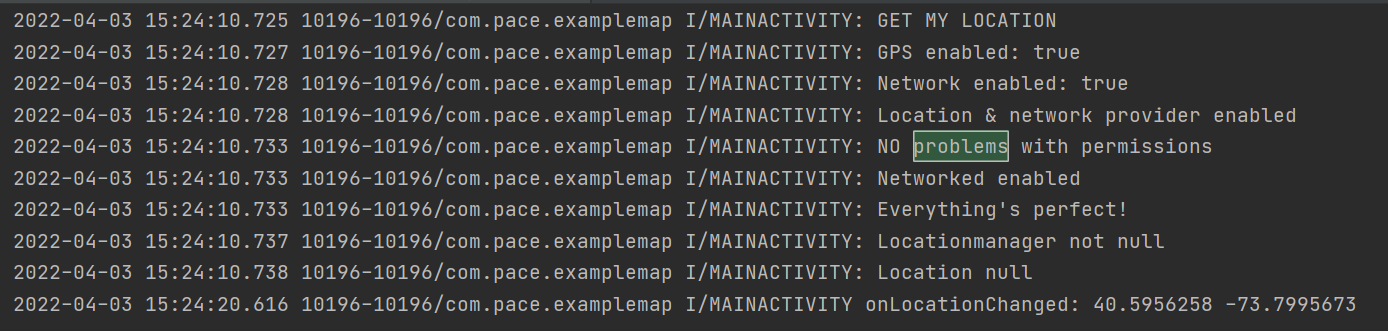 2022-04-03 15:24:10.725 10196-10196/com.pace.examplemap I/MAINACTIVITY: GET MY LOCATION
2022-04-03 15:24:10.727 10196-10196/com.pace.examplemap I/MAINACTIVITY: GPS enabled: true
2022-04-03 15:24:10.728 10196-10196/com.pace.examplemap I/MAINACTIVITY: Network enabled: true
2022-04-03 15:24:10.728 10196-10196/com.pace.examplemap I/MAINACTIVITY: Location & network provider enabled
2022-04-03 15:24:10.733 10196-10196/com.pace.examplemap I/MAINACTIVITY: NO problems with permissions
2022-04-03 15:24:10.733 10196-10196/com.pace.examplemap I/MAINACTIVITY: Networked enabled
2022-04-03 15:24:10.733 10196-10196/com.pace.examplemap I/MAINACTIVITY: Everything's perfect!
2022-04-03 15:24:10.737 10196-10196/com.pace.examplemap I/MAINACTIVITY: Locationmanager not null
2022-04-03 15:24:10.738 10196-10196/com.pace.examplemap I/MAINACTIVITY: Location null
2022-04-03 15:24:20.616 10196-10196/com.pace.examplemap I/MAINACTIVITY onLocationChanged: 40.5956258 -73.7995673